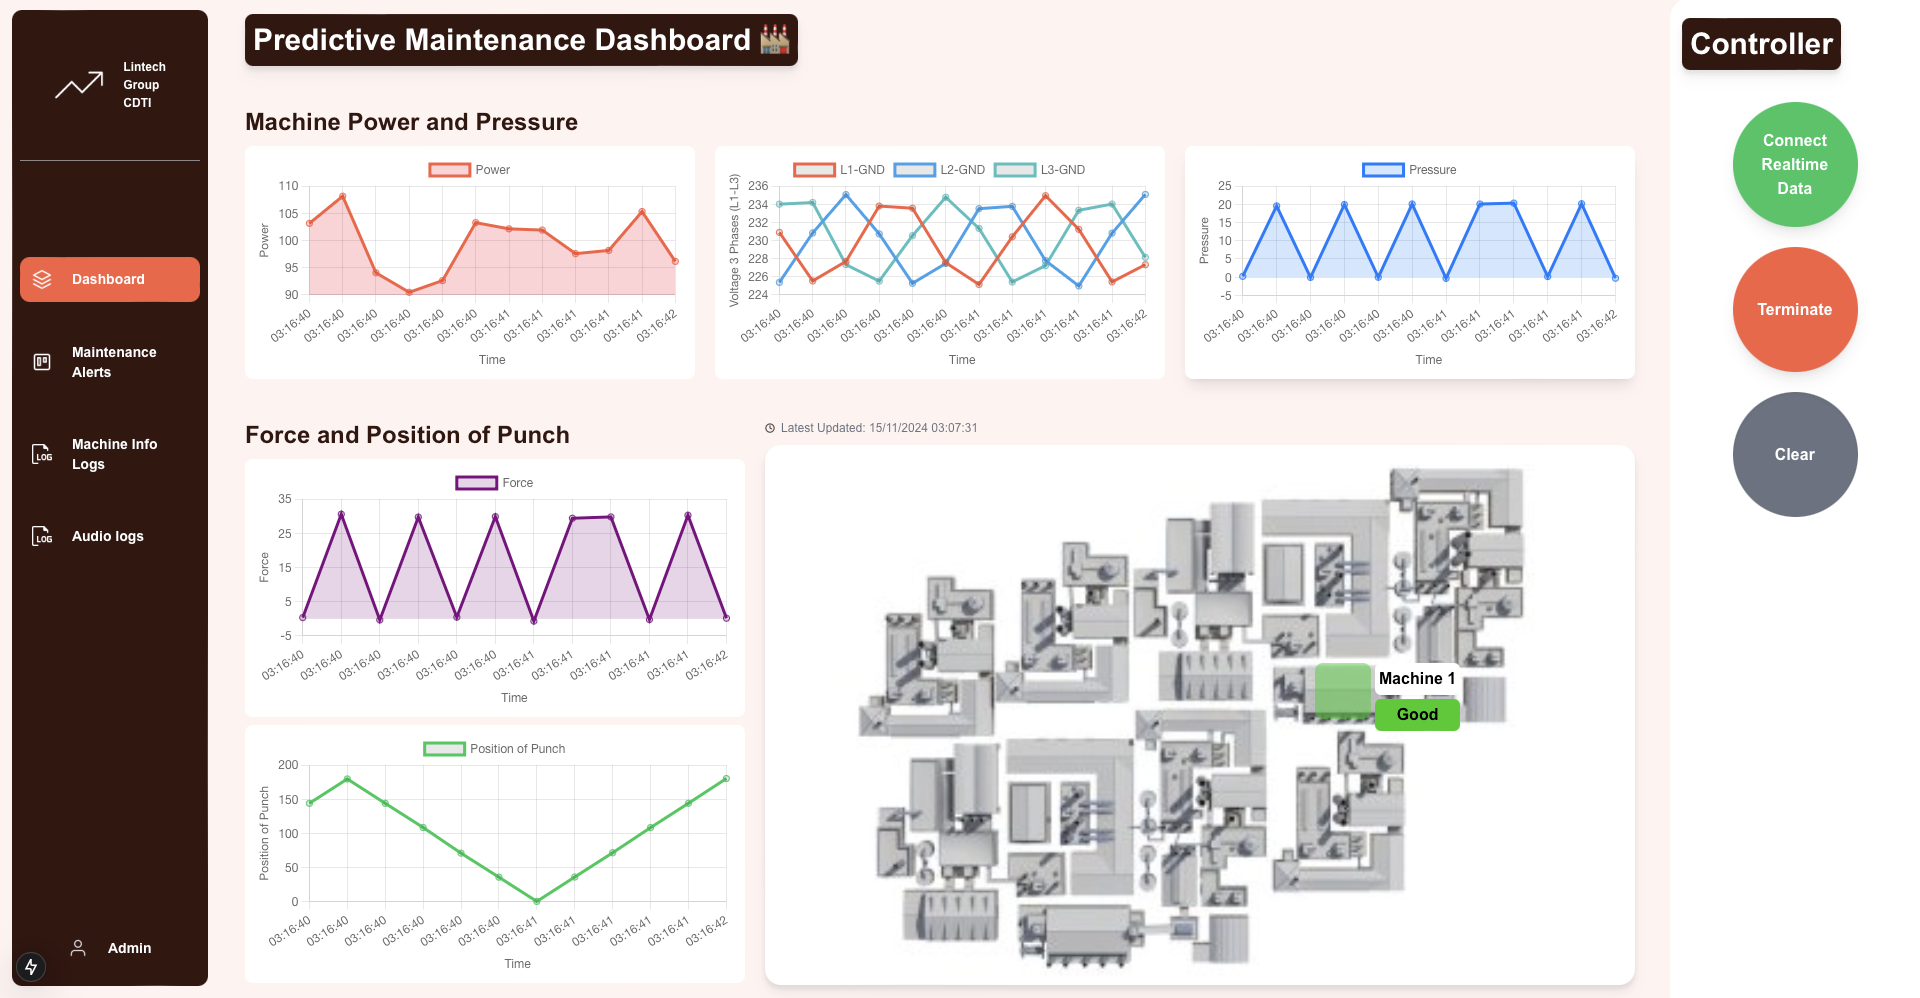 Lintech
Group
CDTI
Dashboard
Maintenance
Alerts
LOG
Machine Info
Logs
LOG
Audio logs
Admin
Predictive Maintenance Dashboard
Machine Power and Pressure
Power
110
105
100
95
90
Power
03:16:40
03:16:40
03:16:40
03:16:40
03:16:40
03:16:40
03:16:41
03:16:41
03:16:41
03:16:41
03:16:41
03:16:42
Time
L1-GND L2-GND L3-GND
236
234
232
230
228
226
224
Voltage 3 Phases (L1-L3)
03:16:40
03:16:40
03:16:40
03:16:40
03:16:40
03:16:40
03:16:41
03:16:41
03:16:41
03:16:41
03:16:41
03:16:42
Time
Pressure
25
20
15
10
5
0
-5
Pressure
03:16:40
03:16:40
03:16:40
03:16:40
03:16:40
03:16:40
03:16:41
03:16:41
03:16:41
03:16:41
03:16:41
03:16:42
Time
Force and Position of Punch
Force
35
25
15
5
-5
Force
03:16:40
03:16:40
03:16:40
03:16:40
03:16:40
03:16:40
03:16:41
03:16:41
03:16:41
03:16:41
03:16:41
03:16:42
Time
Position of Punch
200
150
100
50
0
Position of Punch
03:16:40
03:16:40
03:16:40
03:16:40
03:16:40
03:16:40
03:16:41
03:16:41
03:16:41
03:16:41
03:16:41
03:16:42
Time
Latest Updated: 15/11/2024 03:07:31
Machine 1
Good
Controller
Connect
Realtime
Data
Terminate
Clear